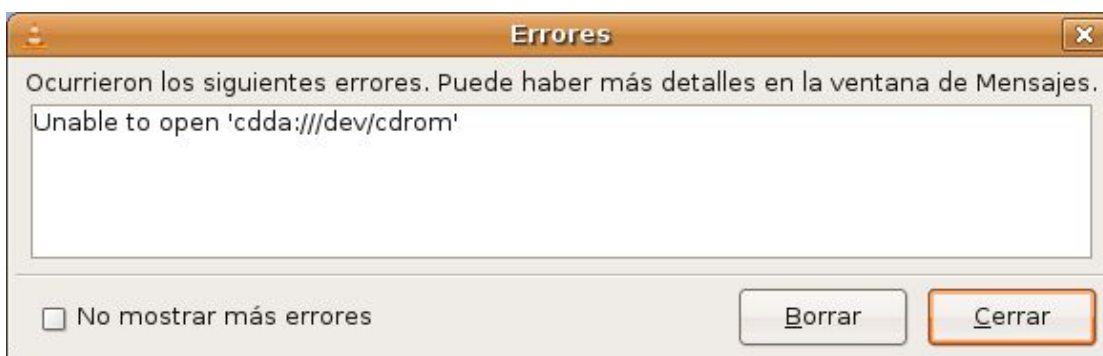 Errores
Ocurrieron los siguientes errores. Puede haber más detalles en la ventana de Mensajes.
Unable to open 'cdda:///dev/cdrom'
No mostrar más errores
Borrar
Cerrar